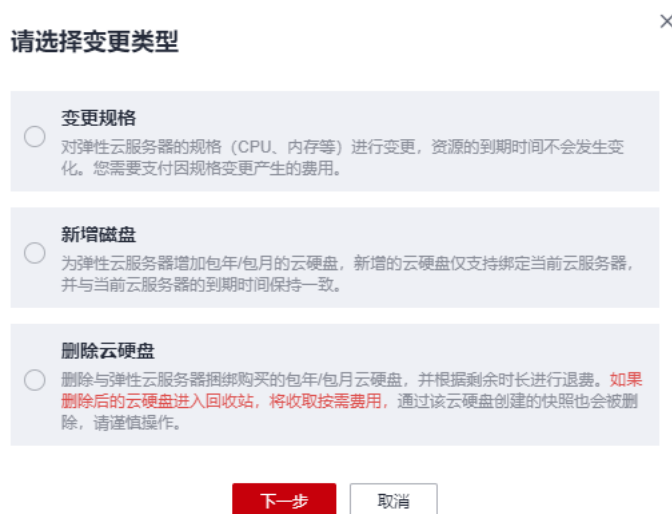 请选择变更类型
变更规格
对弹性云服务器的规格（CPU、内存等）进行变更，资源的到期时间不会发生变
化。您需要支付因规格变更产生的费用。
新增磁盘
为弹性云服务器增加包年/包月的云硬盘，新增的云硬盘仅支持绑定当前云服务器，
并与当前云服务器的到期时间保持一致。
删除云硬盘
删除与弹性云服务器捆绑购买的包年/包月云硬盘，并根据剩余时长进行退费。如果
删除后的云硬盘进入回收站，将收取按需费用，通过该云硬盘创建的快照也会被删
除，请谨慎操作。
下一步
取消